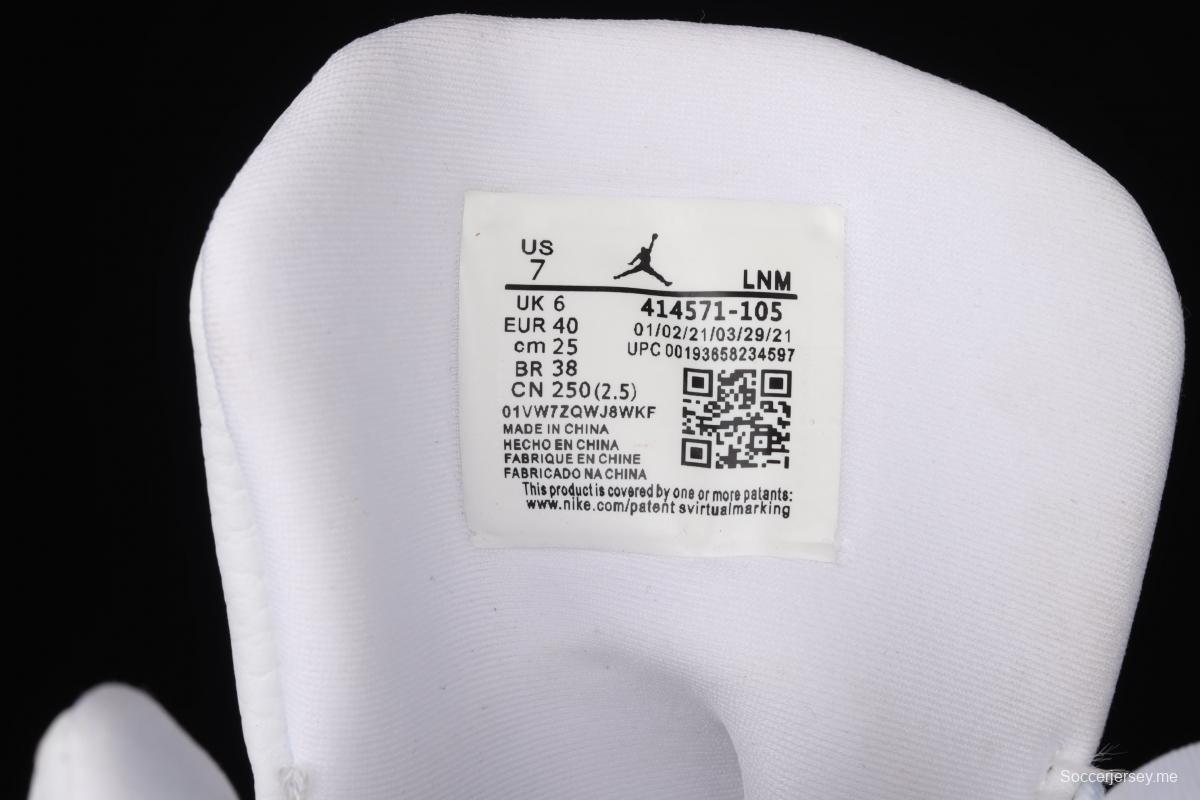 US
7
LNM
UK 6
EUR 40
cm 25
BR 38
CN 250(2.5)
414571-105
01/02/21/03/29/21
UPC 00193658234597
01VW7ZQWJ8WKF
MADE IN CHINA
HECHO EN CHINA
FABRIQUE EN CHINE
FABRICADO NA CHINA
This product is covered by one or more patants:
www.nike.com/patent svirtualmarking
Soccerjersey.me